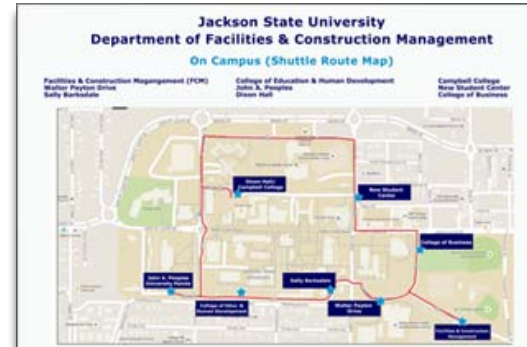 Jackson State University
Department of Facilities & Construction Management
On Campus (Shuttle Route Map)
Facilities & Construction Magangement (FCM)
Walter Payton Drive
Sally Barksdale
College of Education & Human Development
John A. Peoples
Dixon Hall
Campbell College
New Student Center
College of Business
Dixon Hall/
Campbell College
New Student
Center
College of Business
John A. Peoples
University Pointe
College of Educ. &
Human Development
Sally Barksdale
Walter Payton
Drive
Facilities & Construction
Management